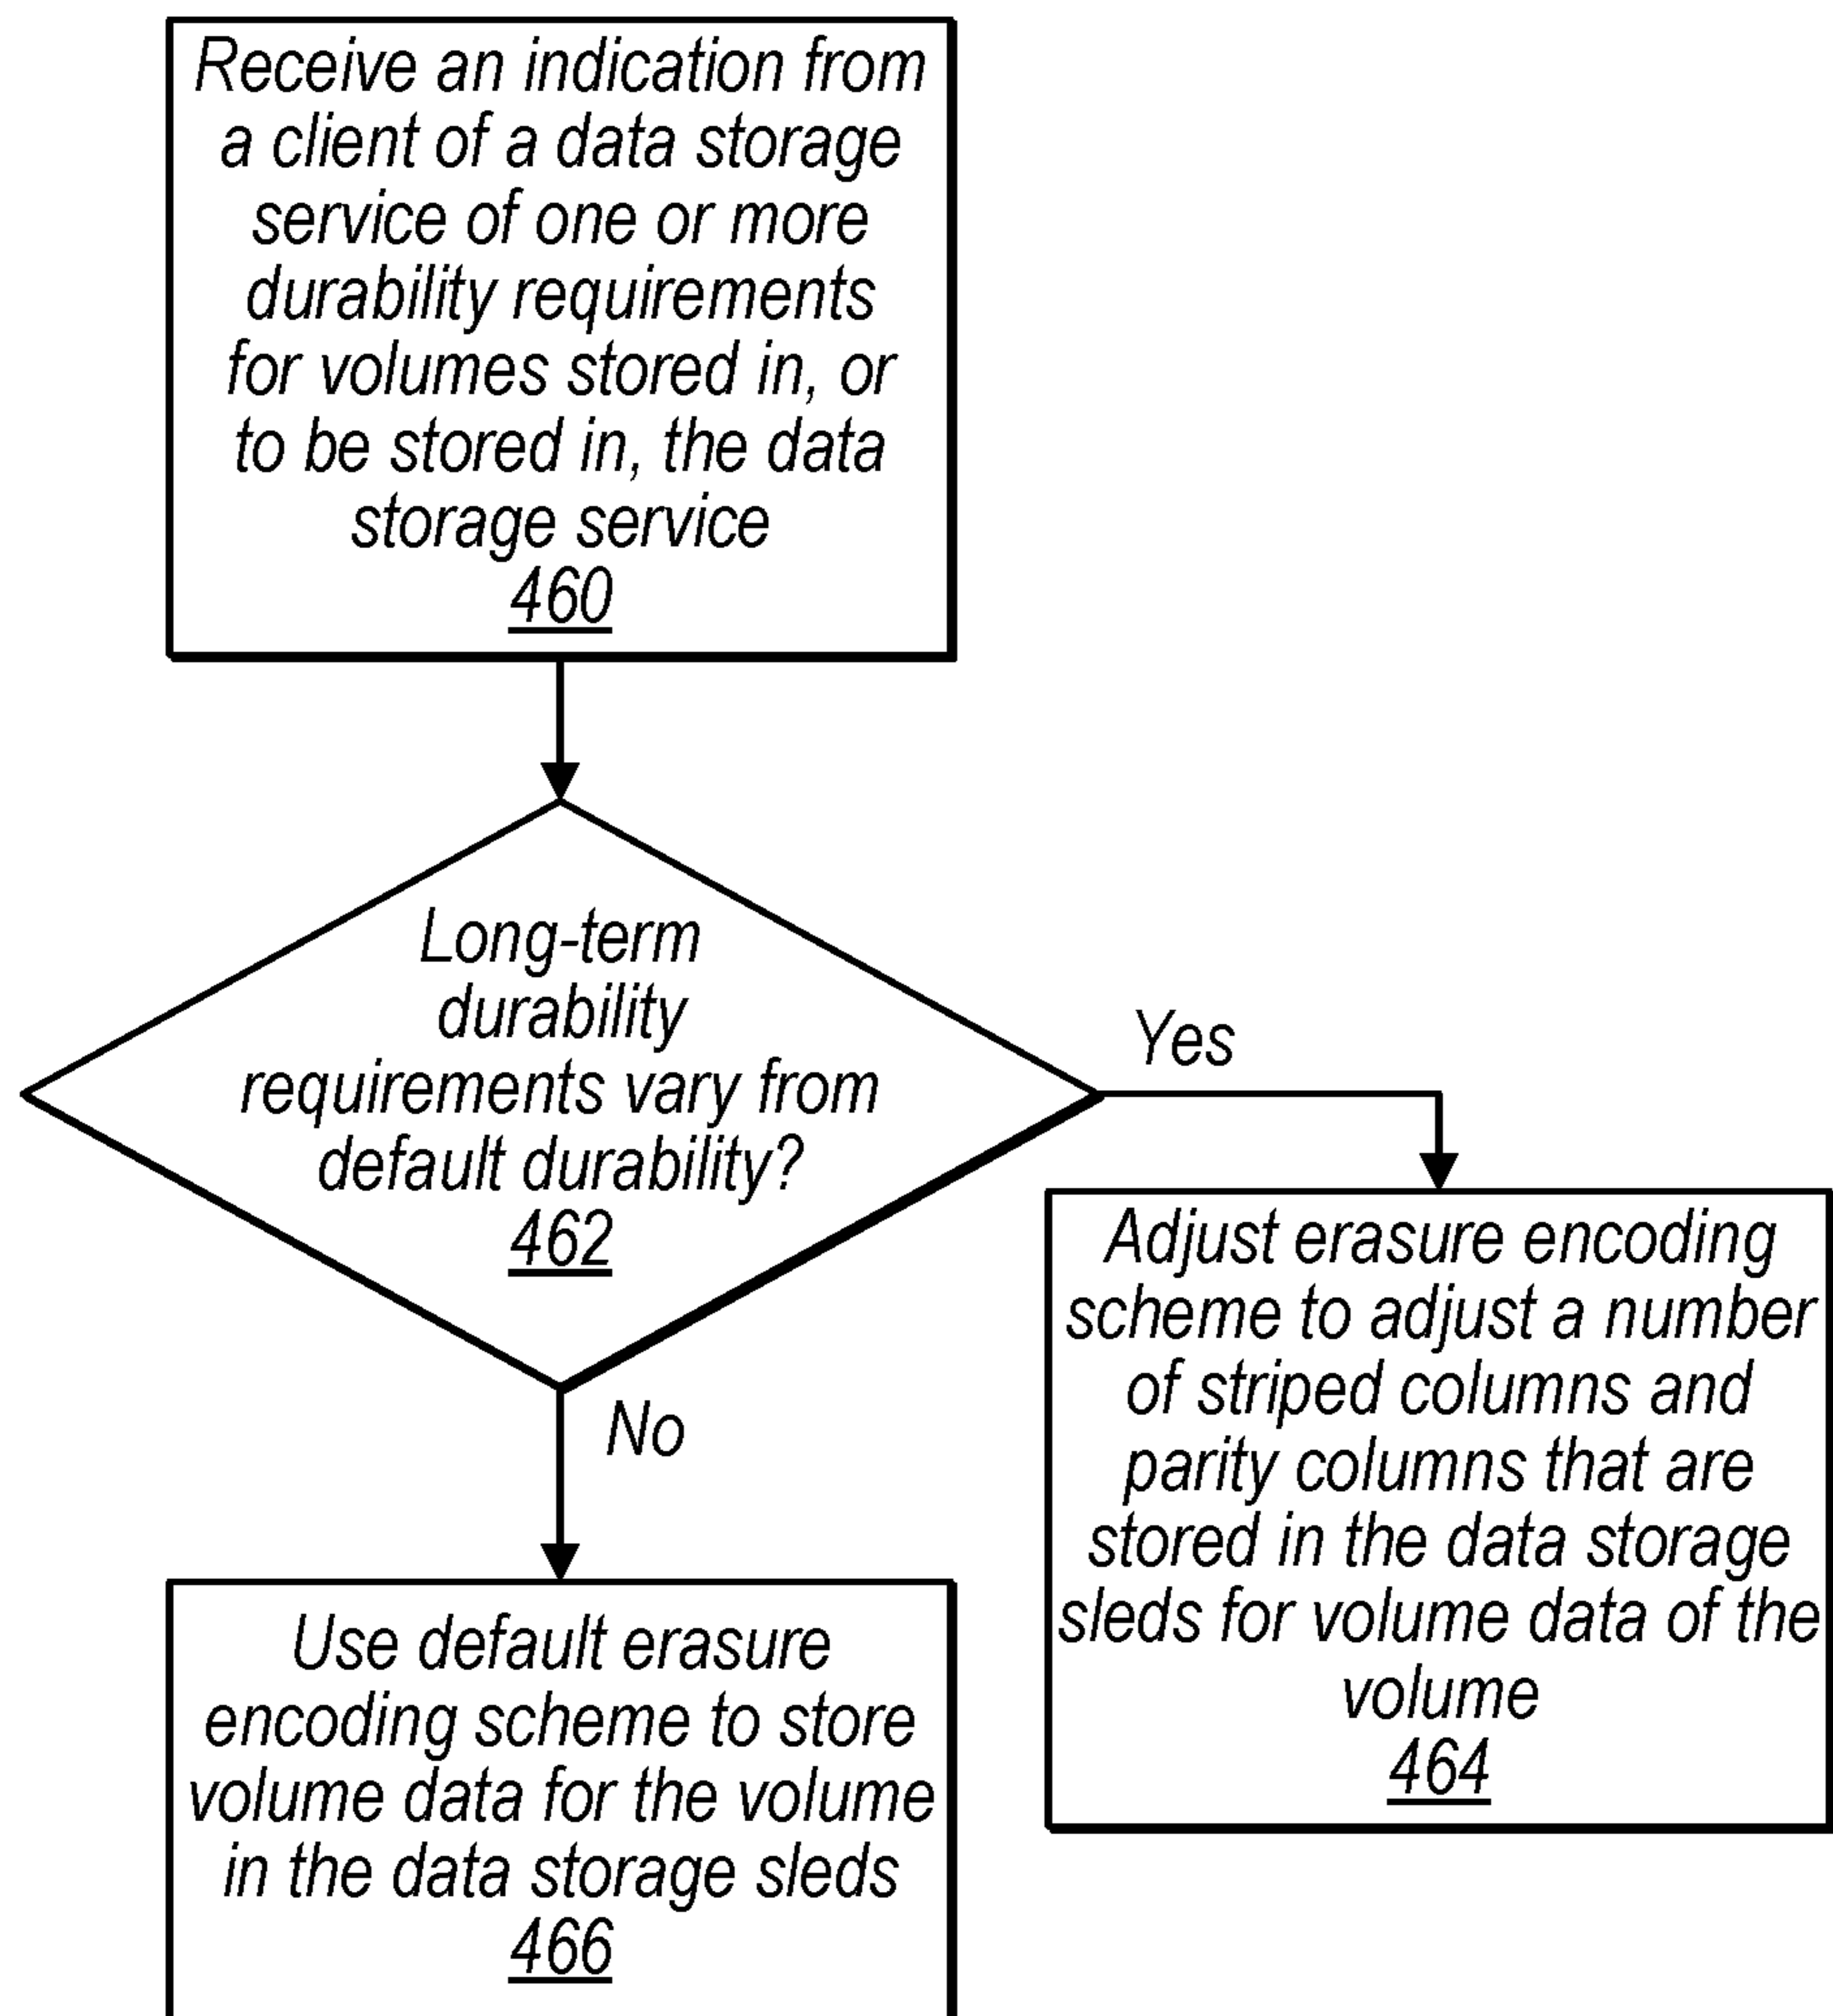 Receive an indication from
a client of a data storage
service of one or more
durability requirements
for volumes stored in, or
to be stored in, the data
storage service
460
Long-term
durability
requirements vary from
default durability?
462
Yes
No
Adjust erasure encoding
scheme to adjust a number
of striped columns and
parity columns that are
stored in the data storage
sleds for volume data of the
volume
464
Use default erasure
encoding scheme to store
volume data for the volume
in the data storage sleds
466